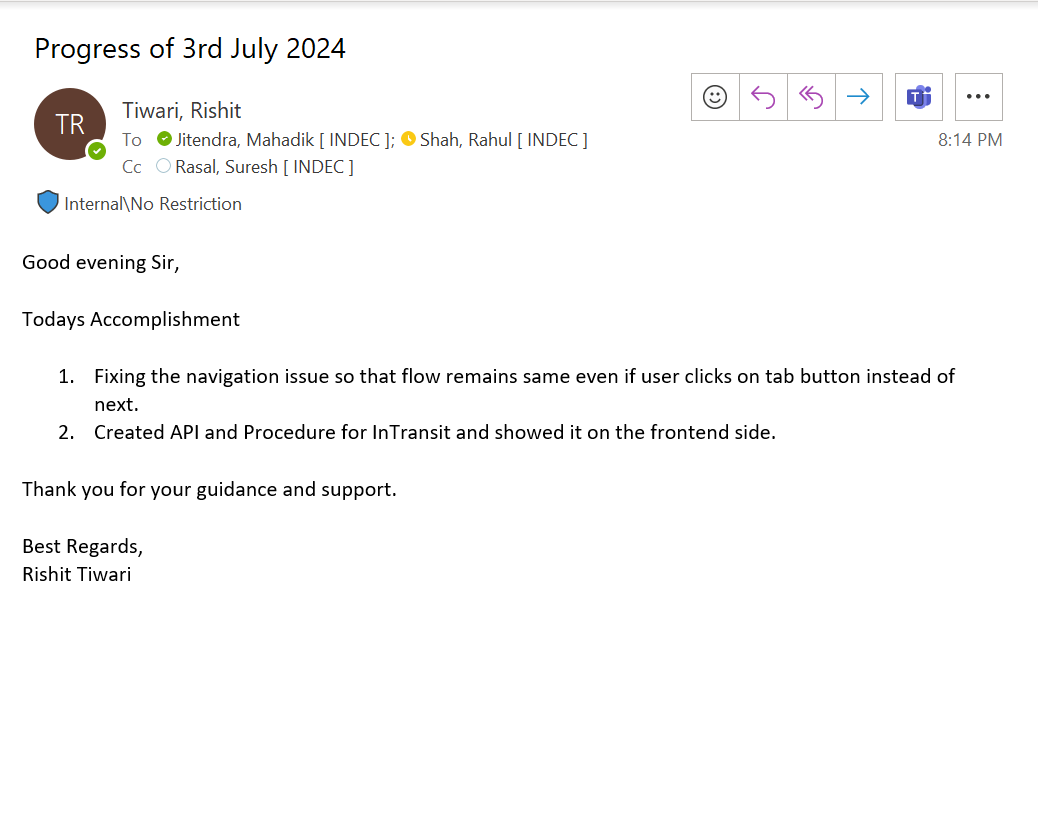 Progress of 3rd July 2024
TR
Tiwari, Rishit
To Jitendra, Mahadik [ INDEC ]; Shah, Rahul [ INDEC ]
8:14 PM
Cc Rasal, Suresh [ INDEC ]
Internal\No Restriction
Good evening Sir,
Todays Accomplishment
1. Fixing the navigation issue so that flow remains same even if user clicks on tab button instead of
next.
2. Created API and Procedure for InTransit and showed it on the frontend side.
Thank you for your guidance and support.
Best Regards,
Rishit Tiwari